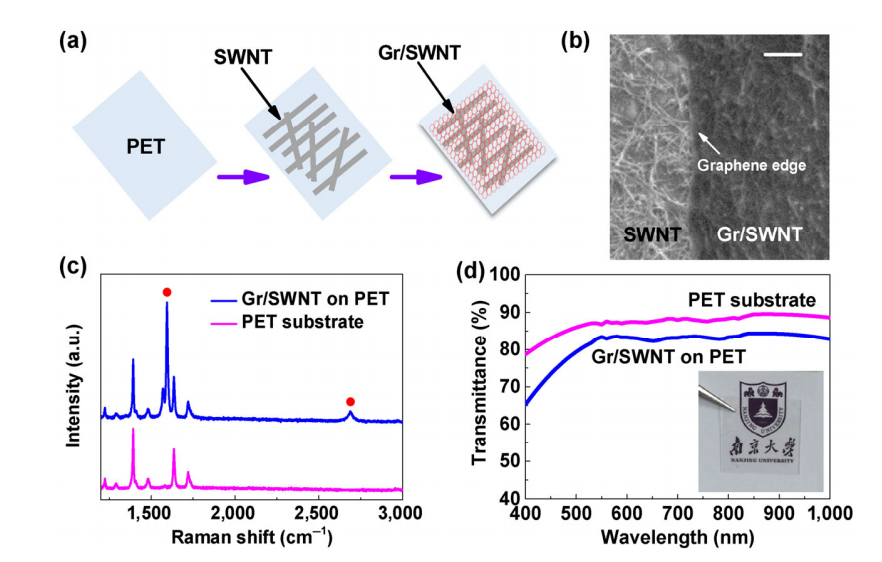 (a)
SWNT
Gr/SWNT
PET
(b)
Graphene edge
SWNT
Gr/SWNT
(c)
Gr/SWNT on PET
PET substrate
Intensity (a.u.)
1,500
2,000
2,500
3,000
Raman shift (cm⁻¹)
(d)
100
90
80
70
60
50
40
Transmittance (%)
PET substrate
Gr/SWNT on PET
NANJING UNIVERSITY
南京大学
NANJING UNIVERSITY
400
500
600
700
800
900
1,000
Wavelength (nm)